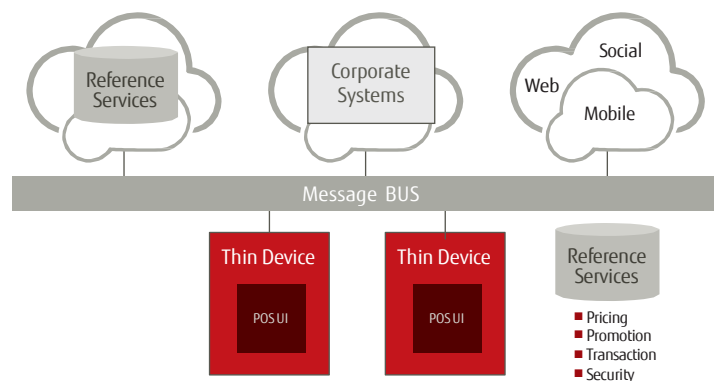 Reference
Services
Corporate
Systems
Social
Web
Mobile
Message BUS
Thin Device
POS UI
Thin Device
POS UI
Reference
Services
Pricing
Promotion
Transaction
Security